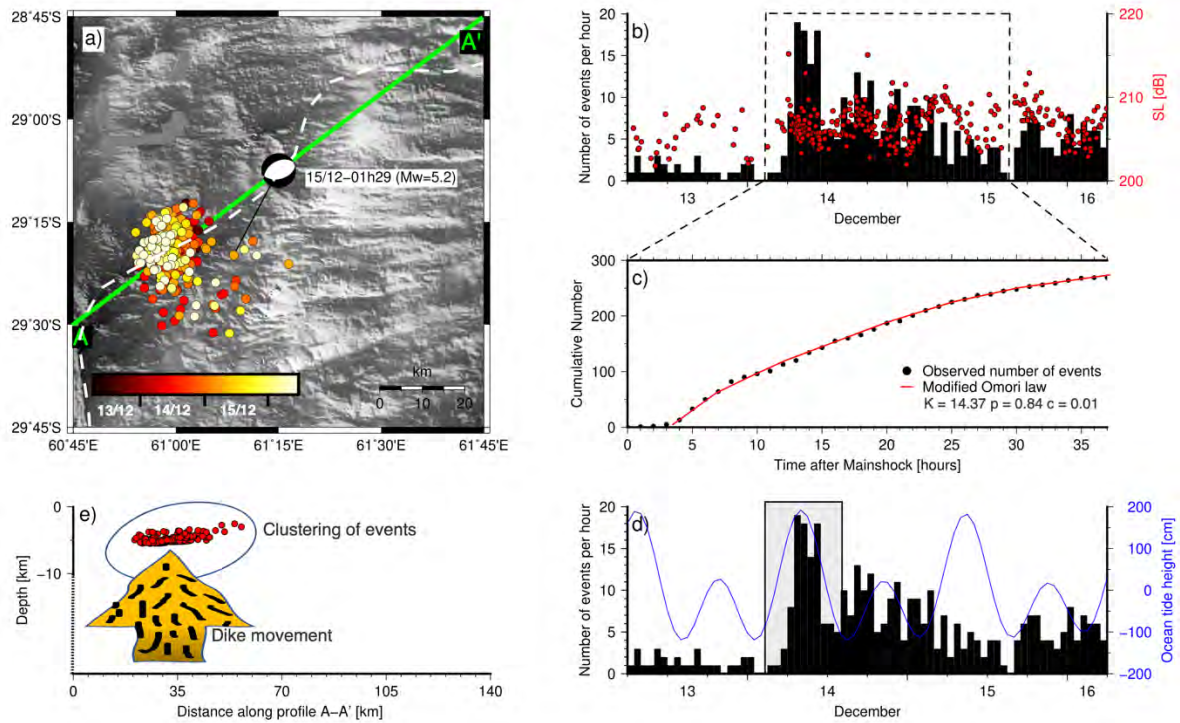 a)
A'
A
15/12−01h29 (Mw=5.2)
28˚45'S
29˚00'S
29˚15'S
29˚30'S
29˚45'S
60˚45'E 61˚00'E 61˚15'E 61˚30'E 61˚45'E
13/12 14/12 15/12
km
0 10 20
b)
Number of events per hour
20
15
10
5
0
220
210
200
SL [dB]
13 14 15 16
December
c)
Cumulative Number
300
200
100
0
Observed number of events
Modified Omori law
K = 14.37 p = 0.84 c = 0.01
0 5 10 15 20 25 30 35
Time after Mainshock [hours]
e)
Depth [km]
0
−10
Clustering of events
Dike movement
0 35 70 105 140
Distance along profile A−A' [km]
d)
Number of events per hour
20
15
10
5
0
200
100
0
−100
−200
Ocean tide height [cm]
13 14 15 16
December